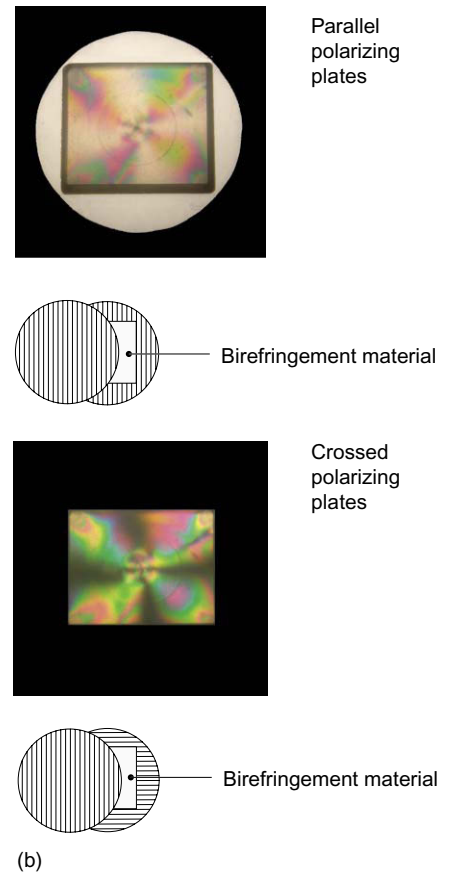 Parallel
polarizing
plates
Birefringement material
Crossed
polarizing
plates
Birefringement material
(b)